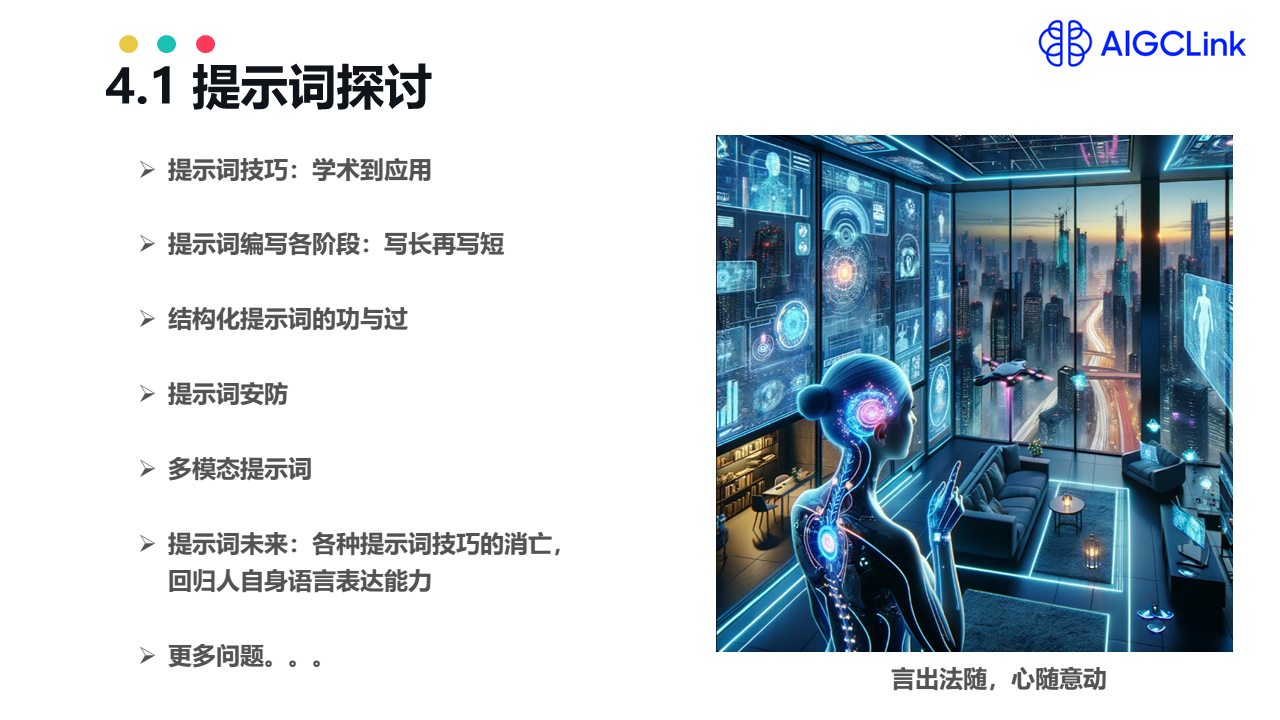 AIGCLink
4.1 提示词探讨
提示词技巧：学术到应用
提示词编写各阶段：写长再写短
结构化提示词的功与过
提示词安防
多模态提示词
提示词未来：各种提示词技巧的消亡，
回归人自身语言表达能力
更多问题。。。
言出法随，心随意动